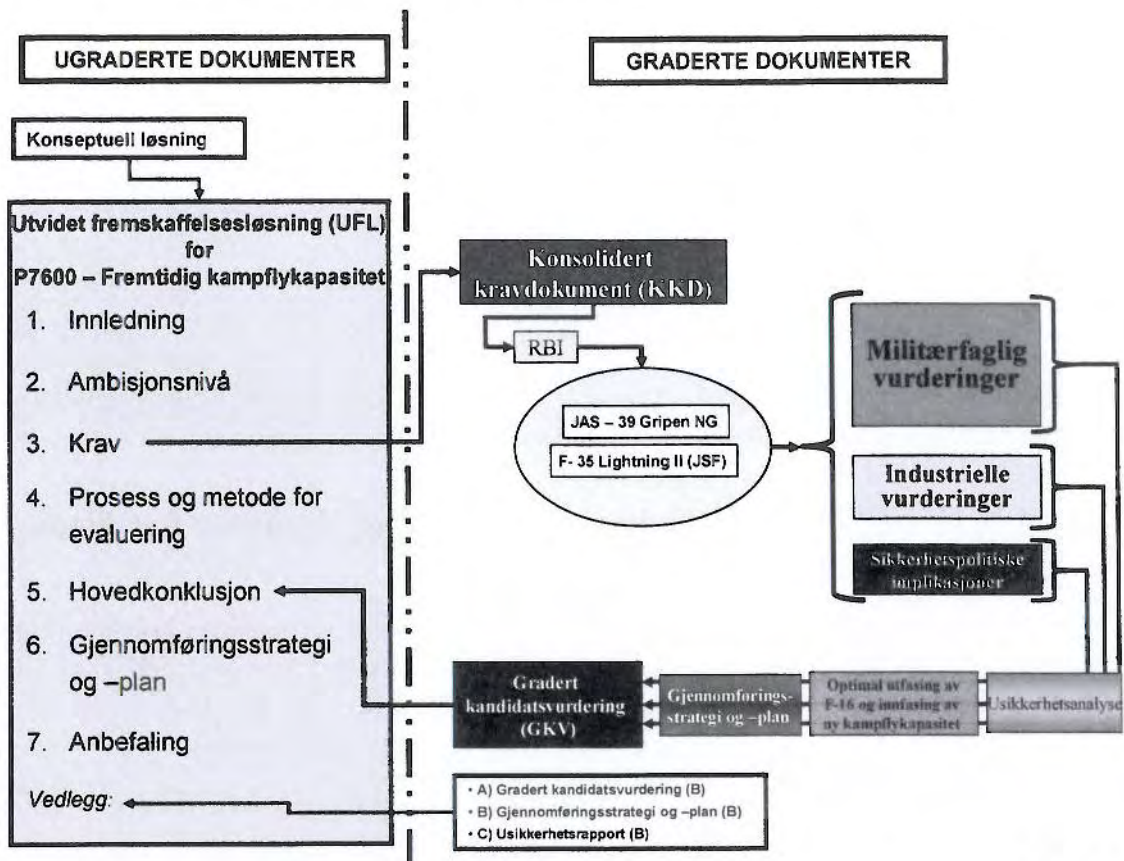 UGRADERTE DOKUMENTER
Konseptuell løsning
Utvidet fremskaffelsesløsning (UFL)
for
P7600 – Fremtidig kampflykapasitet
1. Innledning
2. Ambisjonsnivå
3. Krav
4. Prosess og metode for
evaluering
5. Hovedkonklusjon
6. Gjennomføringsstrategi
og –plan
7. Anbefaling
Vedlegg:
GRADERTE DOKUMENTER
Konsolidert
kravdokument (KKD)
RBI
JAS – 39 Gripen NG
F- 35 Lightning II (JSF)
Militærfaglig
vurderinger
Industrielle
vurderinger
Sikkerhetspolitiske
implikasjoner
Usikkerhetsanalyse
Optimal utfasing av
F-16 og innfasing av
ny kampflykapasitet
Gjennomførings-
strategi og –plan
Gradert
kandidatsvurdering
(GKV)
• A) Gradert kandidatsvurdering (B)
• B) Gjennomføringsstrategi og –plan (B)
• C) Usikkerhetsrapport (B)